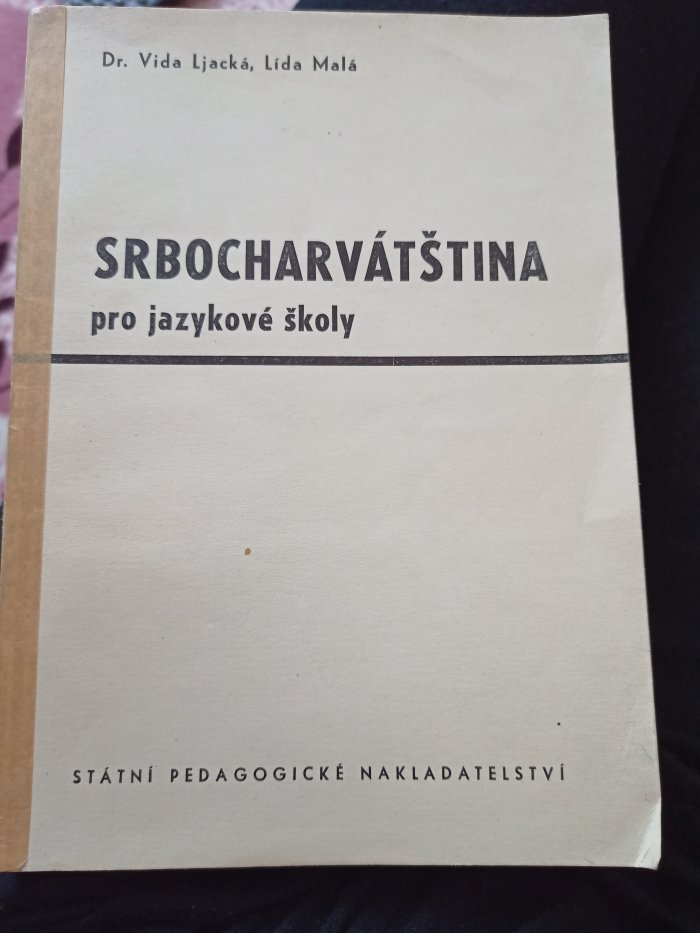 Dr. Vida Ljacká, Lída Malá
SRBOCHARVÁTŠTINA
pro jazykové školy
STÁTNÍ PEDAGOGICKÉ NAKLADATELSTVÍ